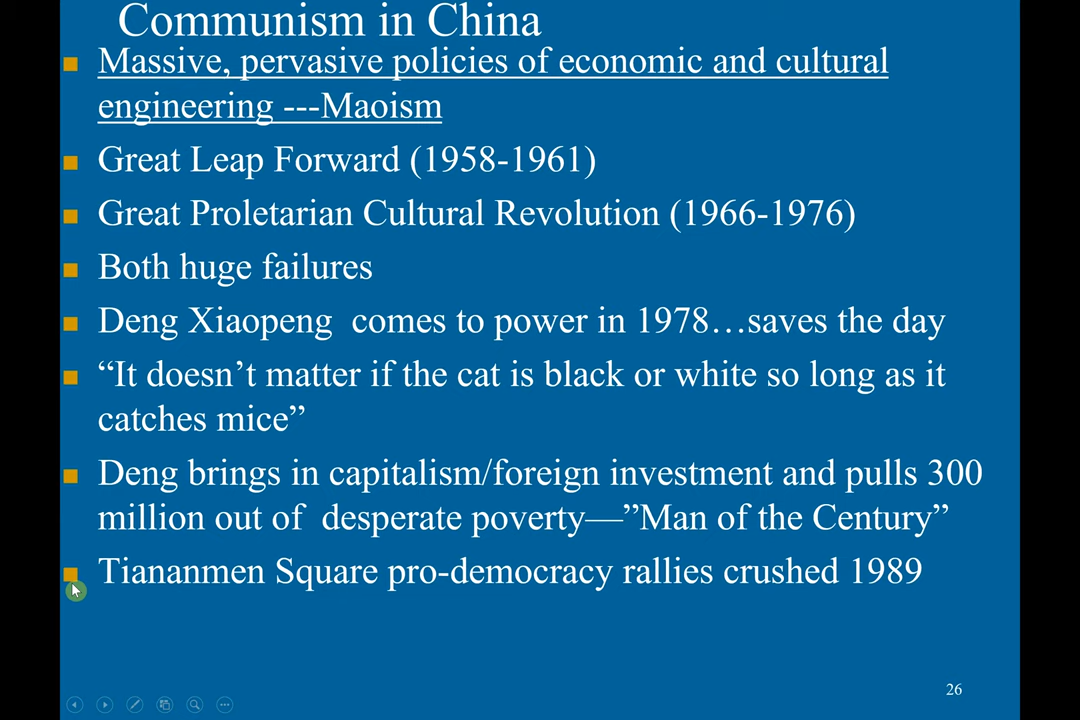 Communism in China
Massive, pervasive policies of economic and cultural
engineering ---Maoism
Great Leap Forward (1958-1961)
Great Proletarian Cultural Revolution (1966-1976)
Both huge failures
Deng Xiaopeng  comes to power in 1978…saves the day
“It doesn’t matter if the cat is black or white so long as it
catches mice”
Deng brings in capitalism/foreign investment and pulls 300
million out of  desperate poverty—”Man of the Century”
Tiananmen Square pro-democracy rallies crushed 1989
26